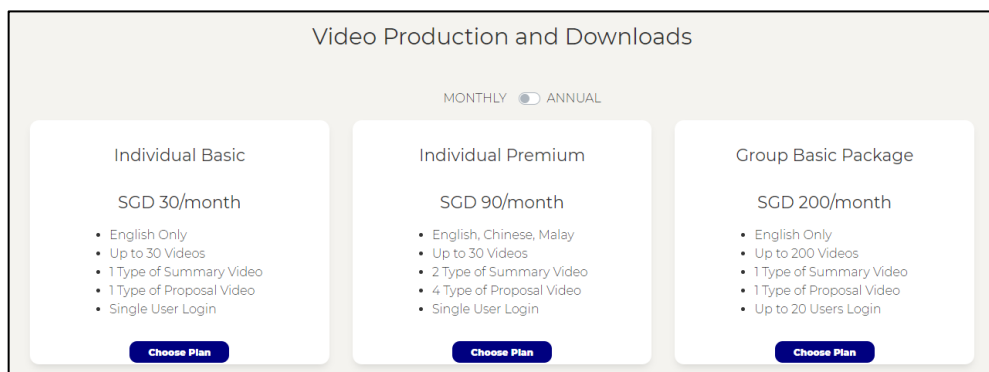 Video Production and Downloads
MONTHLY ANNUAL
Individual Basic
SGD 30/month
• English Only
• Up to 30 Videos
• 1 Type of Summary Video
• 1 Type of Proposal Video
• Single User Login
Choose Plan
Individual Premium
SGD 90/month
• English, Chinese, Malay
• Up to 30 Videos
• 2 Type of Summary Video
• 4 Type of Proposal Video
• Single User Login
Choose Plan
Group Basic Package
SGD 200/month
• English Only
• Up to 200 Videos
• 1 Type of Summary Video
• 1 Type of Proposal Video
• Up to 20 Users Login
Choose Plan